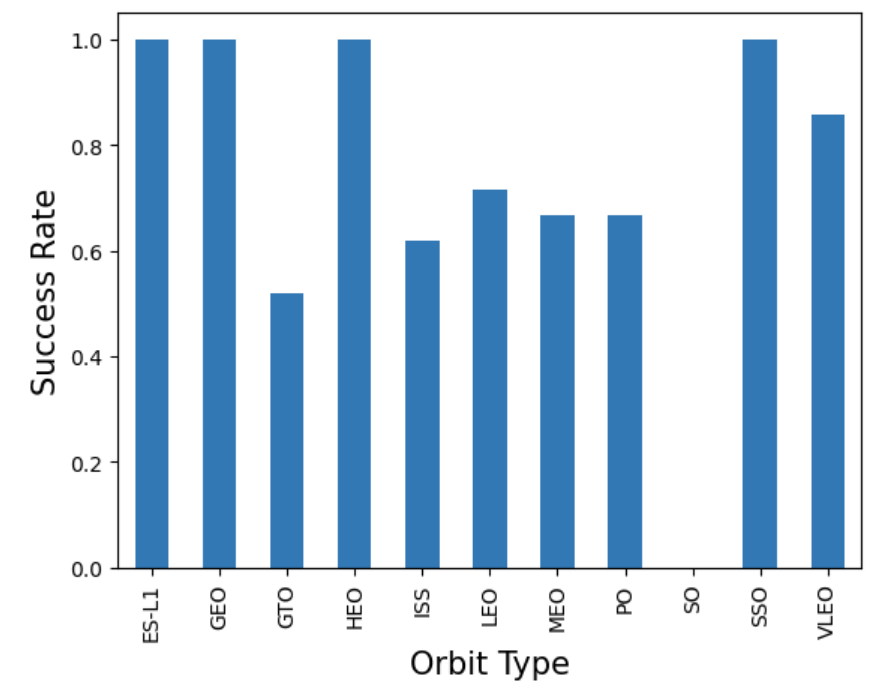 1.0
0.8
0.6
0.4
0.2
0.0
Success Rate
ES-L1
GEO
GTO
HEO
ISS
LEO
MEO
PO
SO
SSO
VLEO
Orbit Type